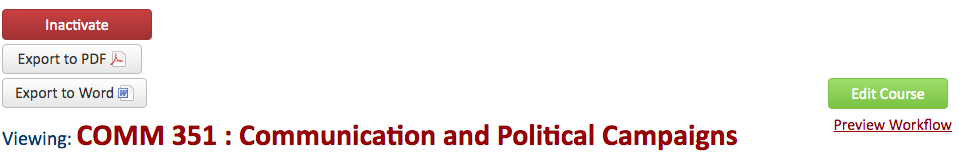 Inactivate
Export to PDF
Export to Word
Edit Course
Viewing: COMM 351 : Communication and Political Campaigns
Preview Workflow